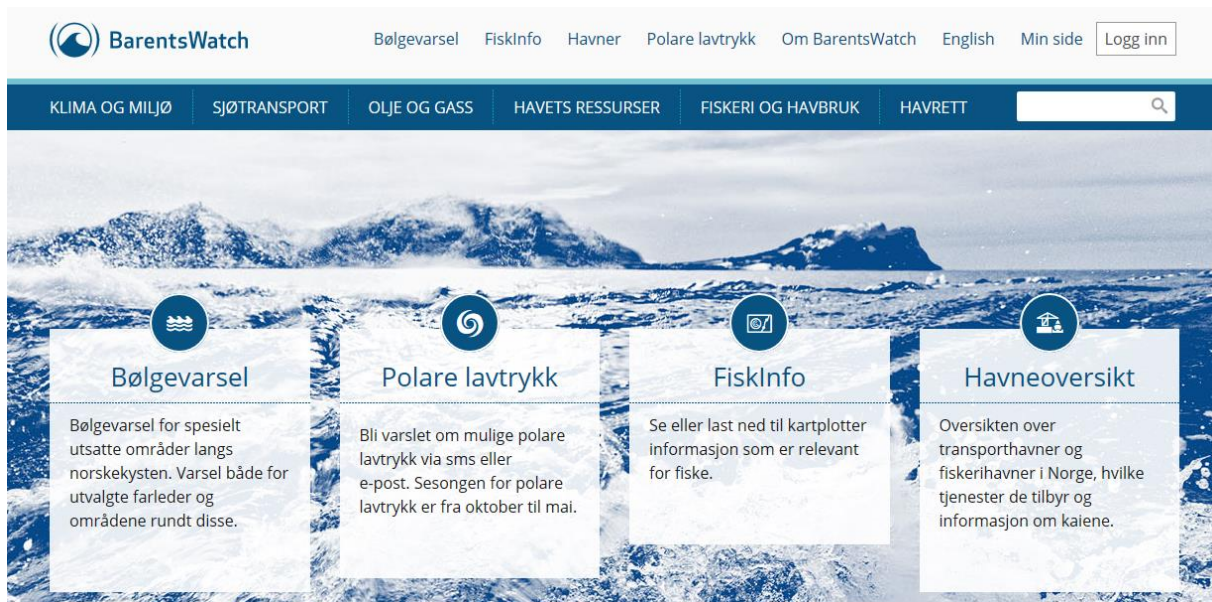 BarentsWatch
Bølgevarsel FiskInfo Havner Polare lavtrykk Om BarentsWatch English Min side Logg inn
KLIMA OG MILJØ SJØTRANSPORT OLJE OG GASS HAVETS RESSURSER FISKERI OG HAVBRUK HAVRETT
Bølgevarsel
Bølgevarsel for spesielt
utsatte områder langs
norskekysten. Varsel både for
utvalgte farleder og
områdene rundt disse.
Polare lavtrykk
Bli varslet om mulige polare
lavtrykk via sms eller
e-post. Sesongen for polare
lavtrykk er fra oktober til mai.
FiskInfo
Se eller last ned til kartplotter
informasjon som er relevant
for fiske.
Havneoversikt
Oversikten over
transporthavner og
fiskerihavner i Norge, hvilke
tjenester de tilbyr og
informasjon om kaiene.